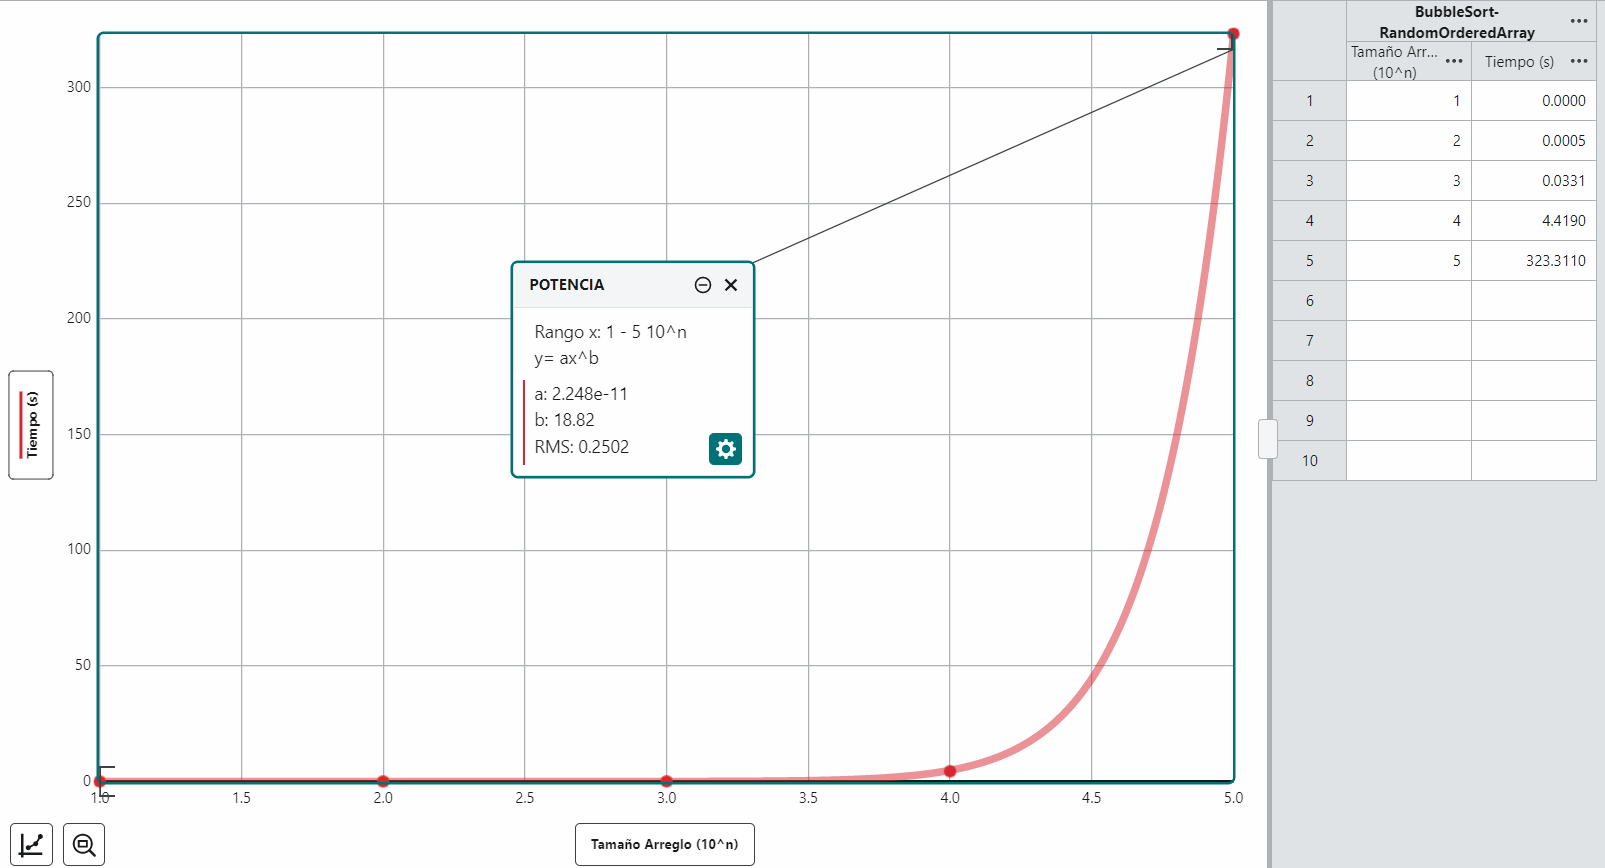 300
250
200
150
100
50
0
1.0 1.5 2.0 2.5 3.0 3.5 4.0 4.5 5.0
Tiempo (s)
Tamaño Arreglo (10^n)
POTENCIA
Rango x: 1 - 5 10^n
y= ax^b
a: 2.248e-11
b: 18.82
RMS: 0.2502
BubbleSort-
RandomOrderedArray
Tamaño Arr... Tiempo (s)
(10^n)
1 1 0.0000
2 2 0.0005
3 3 0.0331
4 4 4.4190
5 5 323.3110
6
7
8
9
10